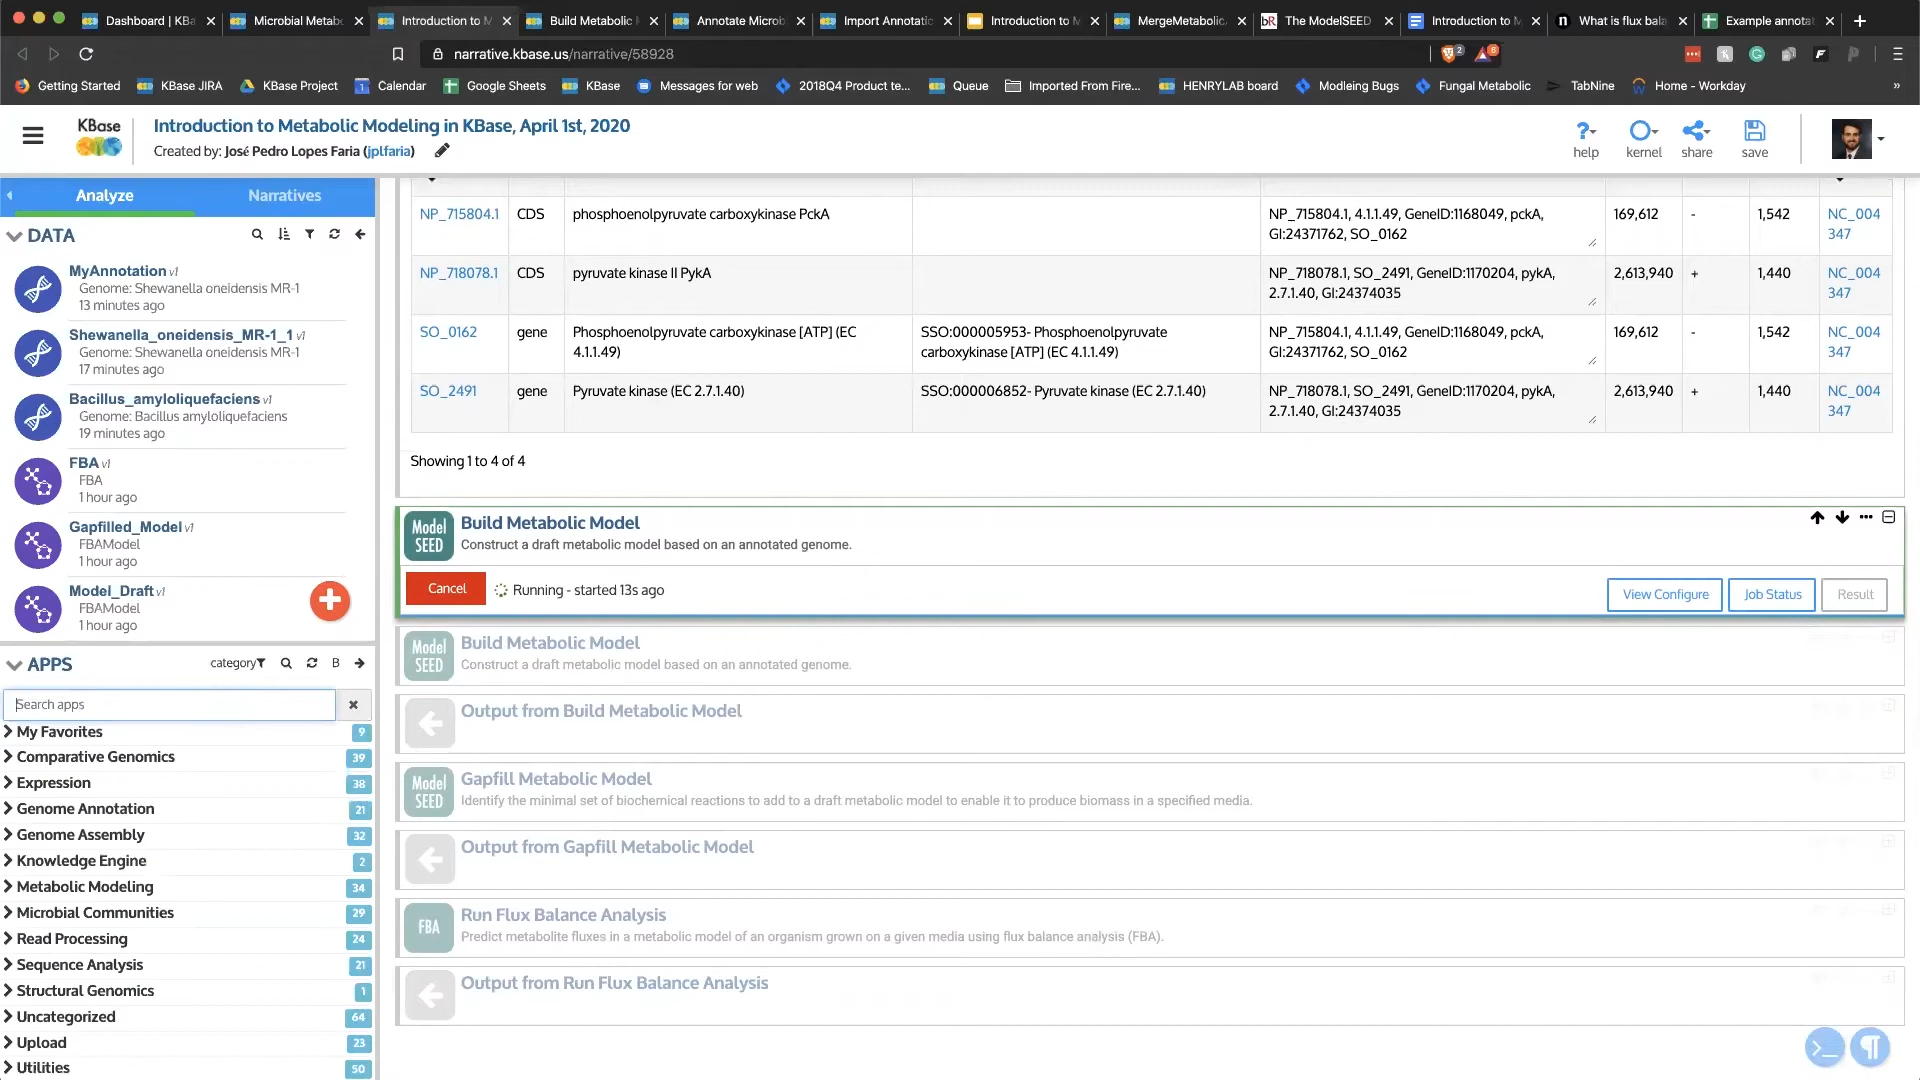 Dashboard | KBa
Microbial Metab
Introduction to M
Build Metabolic
Annotate Microb
Import Annotatic
Introduction to M
MergeMetabolic
bR The ModelSEED
Introduction to M
n What is flux bala
Example annotat
narrative.kbase.us/narrative/58928
2
8
Getting Started
KBase JIRA
KBase Project
Calendar
Google Sheets
KBase
Messages for web
2018Q4 Product te...
Queue
Imported From Fire...
HENRYLAB board
Modleing Bugs
Fungal Metabolic
TabNine
Home - Workday
»
KBase
Introduction to Metabolic Modeling in KBase, April 1st, 2020
Created by: José Pedro Lopes Faria (jplfaria)
help
kernel
share
save
Analyze
Narratives
DATA
MyAnnotation v1
Genome: Shewanella oneidensis MR-1
13 minutes ago
Shewanella_oneidensis_MR-1_1 v1
Genome: Shewanella oneidensis MR-1
17 minutes ago
Bacillus_amyloliquefaciens v1
Genome: Bacillus amyloliquefaciens
19 minutes ago
FBA v1
FBA
1 hour ago
Gapfilled_Model v1
FBAModel
1 hour ago
Model_Draft v1
FBAModel
1 hour ago
APPS
category
B
Search apps
My Favorites 9
Comparative Genomics 39
Expression 38
Genome Annotation 21
Genome Assembly 32
Knowledge Engine 2
Metabolic Modeling 34
Microbial Communities 29
Read Processing 24
Sequence Analysis 21
Structural Genomics 1
Uncategorized 64
Upload 23
Utilities 50
NP_715804.1 CDS phosphoenolpyruvate carboxykinase PckA NP_715804.1, 4.1.1.49, GeneID:1168049, pckA, 169,612 - 1,542 NC_004
GI:24371762, SO_0162 347
NP_718078.1 CDS pyruvate kinase II PykA NP_718078.1, SO_2491, GeneID:1170204, pykA, 2,613,940 + 1,440 NC_004
2.7.1.40, GI:24374035 347
SO_0162 gene Phosphoenolpyruvate carboxykinase [ATP] (EC SSO:000005953- Phosphoenolpyruvate NP_715804.1, 4.1.1.49, GeneID:1168049, pckA, 169,612 - 1,542 NC_004
4.1.1.49) carboxykinase [ATP] (EC 4.1.1.49) GI:24371762, SO_0162 347
SO_2491 gene Pyruvate kinase (EC 2.7.1.40) SSO:000006852- Pyruvate kinase (EC 2.7.1.40) NP_718078.1, SO_2491, GeneID:1170204, pykA, 2,613,940 + 1,440 NC_004
2.7.1.40, GI:24374035 347
Showing 1 to 4 of 4
Model SEED
Build Metabolic Model
Construct a draft metabolic model based on an annotated genome.
Cancel
Running - started 13s ago
View Configure
Job Status
Result
Model SEED
Build Metabolic Model
Construct a draft metabolic model based on an annotated genome.
Output from Build Metabolic Model
Model SEED
Gapfill Metabolic Model
Identify the minimal set of biochemical reactions to add to a draft metabolic model to enable it to produce biomass in a specified media.
Output from Gapfill Metabolic Model
FBA
Run Flux Balance Analysis
Predict metabolite fluxes in a metabolic model of an organism grown on a given media using flux balance analysis (FBA).
Output from Run Flux Balance Analysis